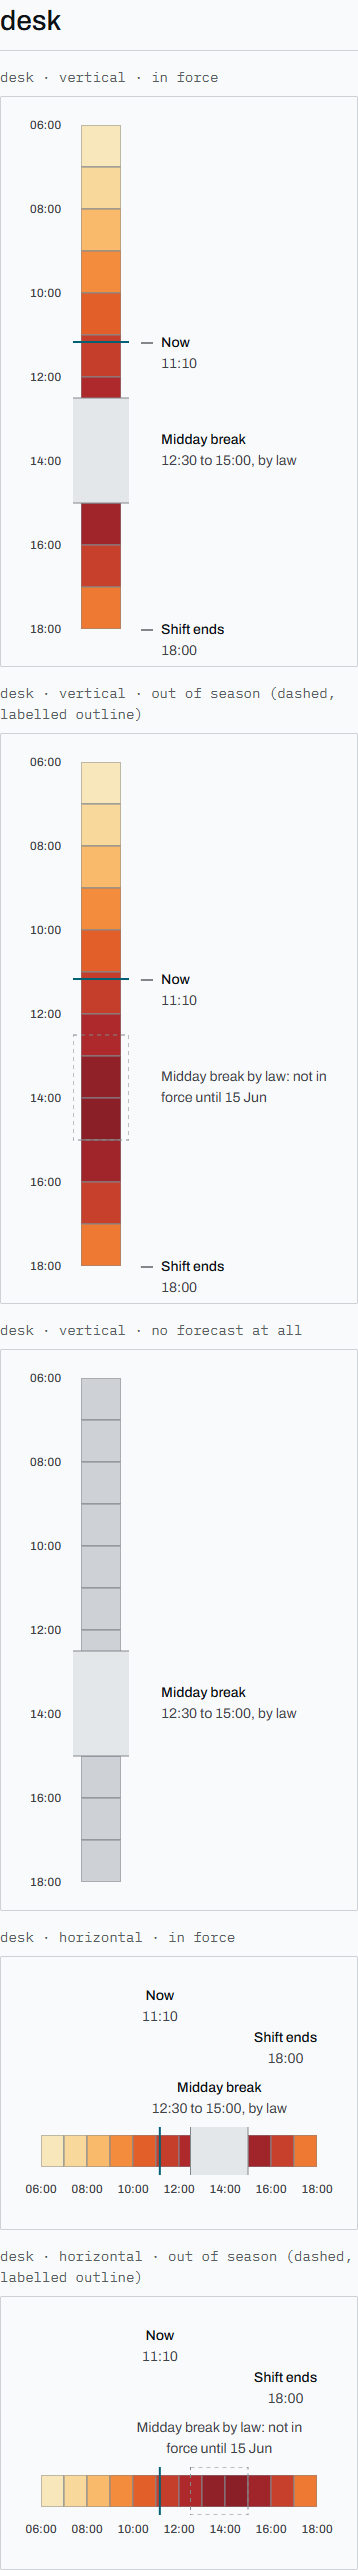 desk
desk · vertical · in force
06:00
08:00
10:00
Now
11:10
12:00
Midday break
12:30 to 15:00, by law
14:00
16:00
18:00
Shift ends
18:00
desk · vertical · out of season (dashed,
labelled outline)
06:00
08:00
10:00
Now
11:10
12:00
Midday break by law: not in
force until 15 Jun
14:00
16:00
18:00
Shift ends
18:00
desk · vertical · no forecast at all
06:00
08:00
10:00
12:00
Midday break
12:30 to 15:00, by law
14:00
16:00
18:00
desk · horizontal · in force
Now
11:10
Shift ends
18:00
Midday break
12:30 to 15:00, by law
06:00 08:00 10:00 12:00 14:00 16:00 18:00
desk · horizontal · out of season (dashed,
labelled outline)
Now
11:10
Shift ends
18:00
Midday break by law: not in
force until 15 Jun
06:00 08:00 10:00 12:00 14:00 16:00 18:00